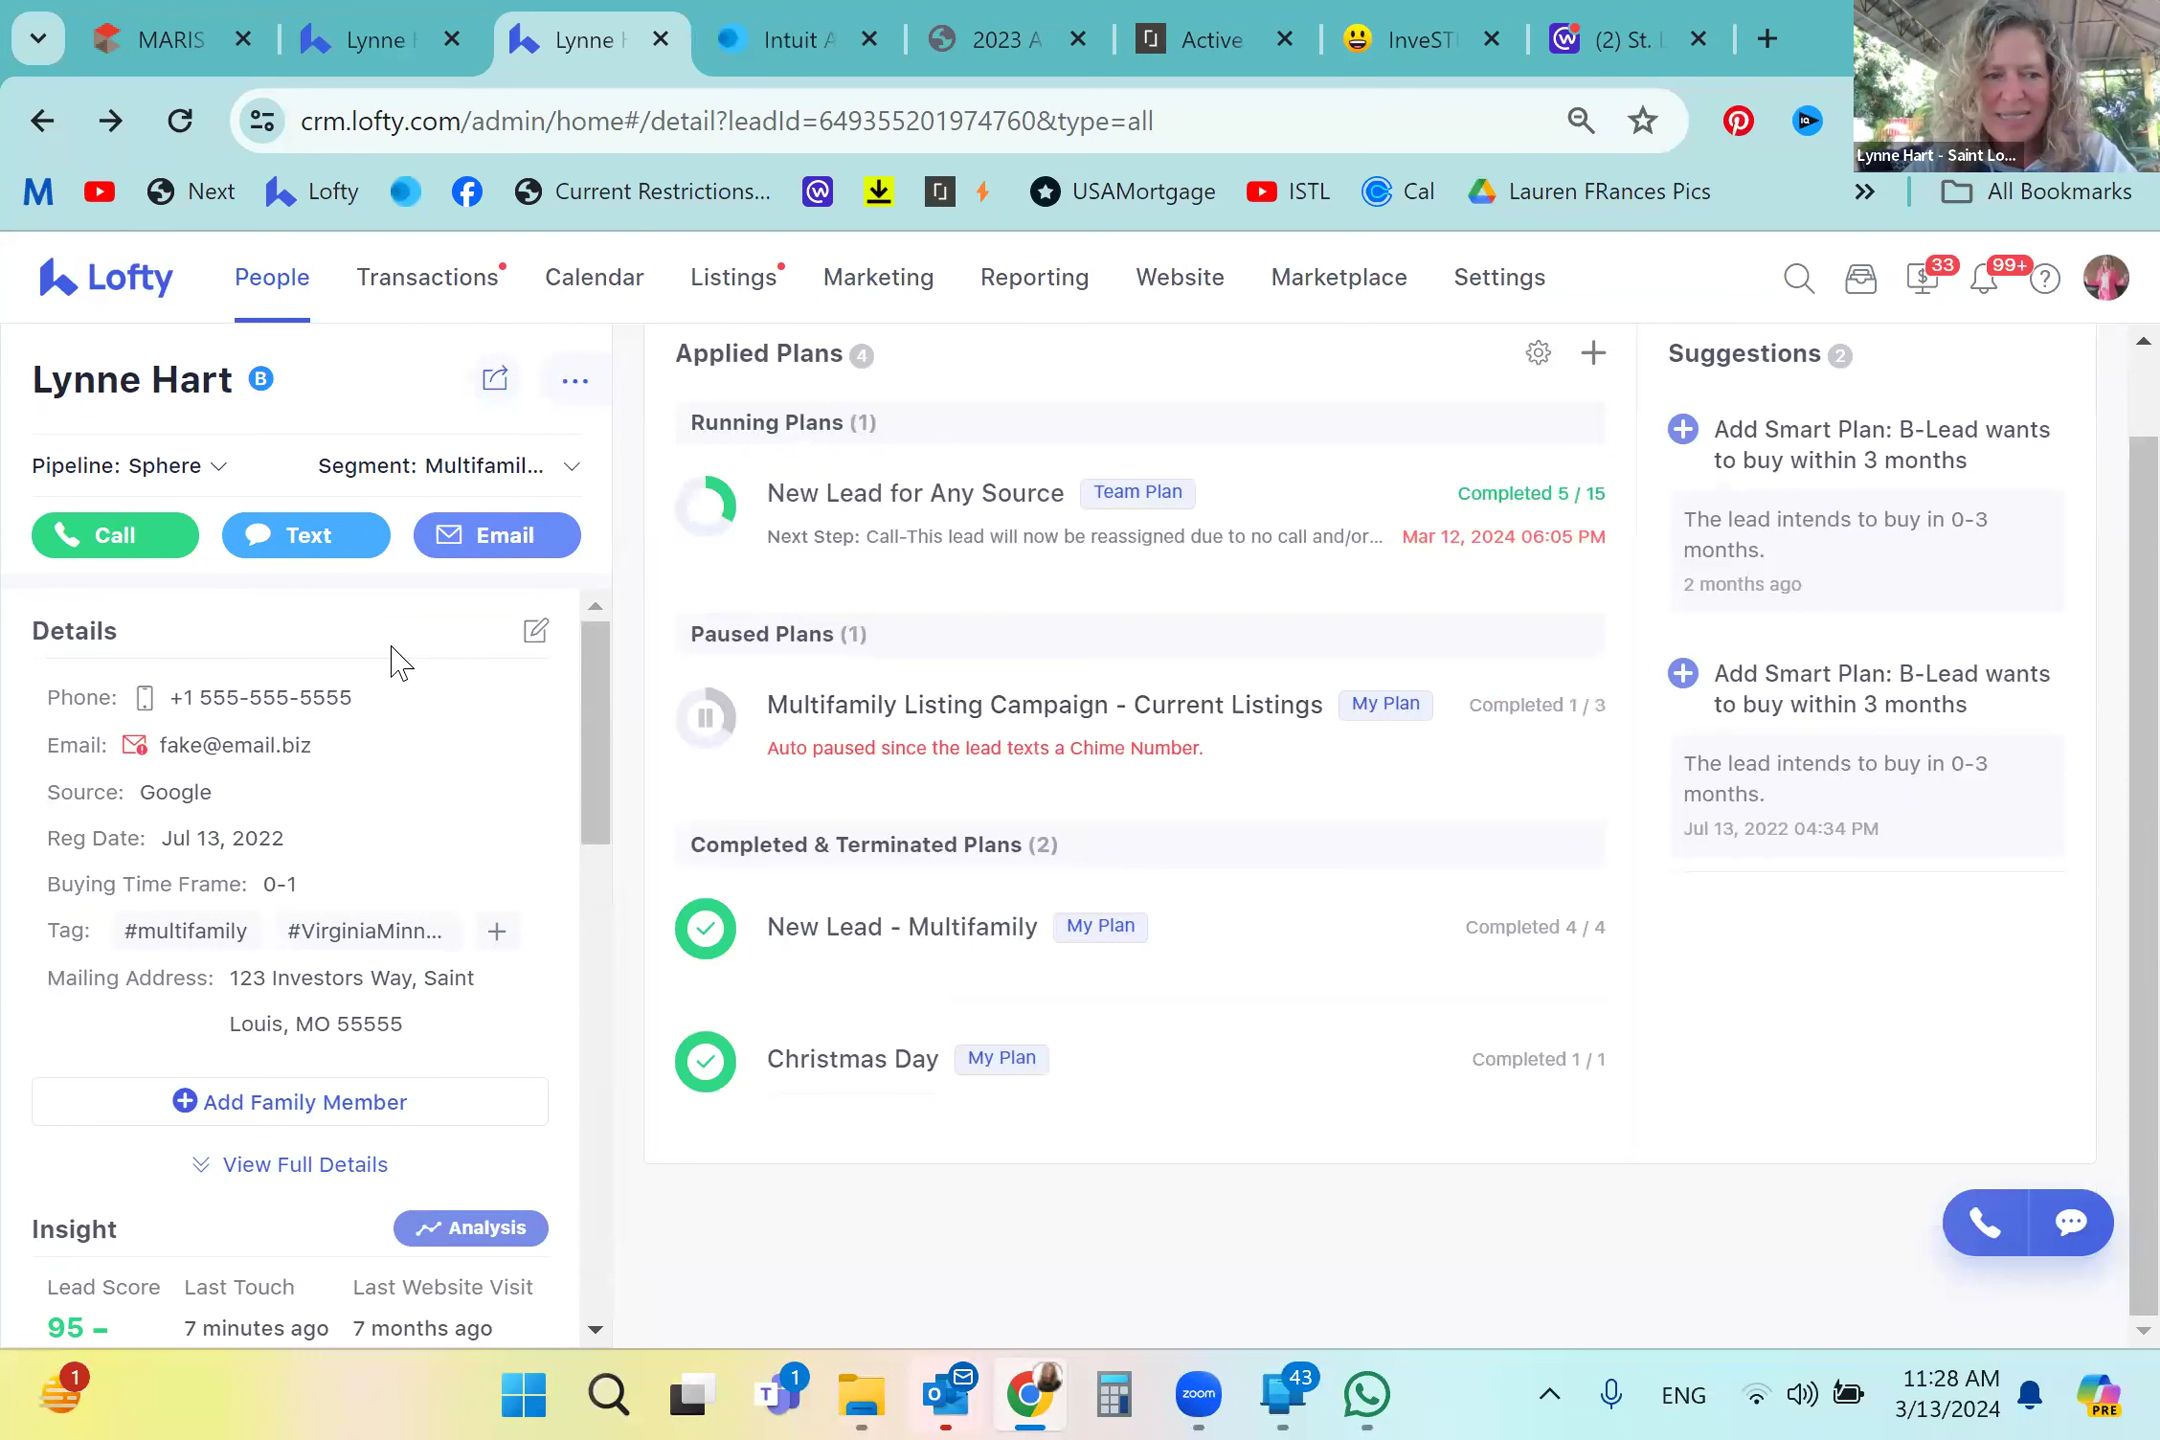 MARIS
Lynne
Lynne
Intuit A
2023 A
Active
InveST
(2) St. L
crm.lofty.com/admin/home#/detail?leadId=649355201974760&type=all
Lynne Hart - Saint Lo...
Next
Lofty
Current Restrictions...
USAMortgage
ISTL
Cal
Lauren FRances Pics
All Bookmarks
Lofty
People
Transactions
Calendar
Listings
Marketing
Reporting
Website
Marketplace
Settings
33
99+
Lynne Hart B
Pipeline: Sphere
Segment: Multifamil...
Call
Text
Email
Details
Phone: +1 555-555-5555
Email: fake@email.biz
Source: Google
Reg Date: Jul 13, 2022
Buying Time Frame: 0-1
Tag: #multifamily #VirginiaMinn... +
Mailing Address: 123 Investors Way, Saint
Louis, MO 55555
Add Family Member
View Full Details
Insight
Analysis
Lead Score Last Touch Last Website Visit
95 – 7 minutes ago 7 months ago
Applied Plans 4
Running Plans (1)
New Lead for Any Source Team Plan Completed 5 / 15
Next Step: Call-This lead will now be reassigned due to no call and/or... Mar 12, 2024 06:05 PM
Paused Plans (1)
Multifamily Listing Campaign - Current Listings My Plan Completed 1 / 3
Auto paused since the lead texts a Chime Number.
Completed & Terminated Plans (2)
New Lead - Multifamily My Plan Completed 4 / 4
Christmas Day My Plan Completed 1 / 1
Suggestions 2
Add Smart Plan: B-Lead wants
to buy within 3 months
The lead intends to buy in 0-3
months.
2 months ago
Add Smart Plan: B-Lead wants
to buy within 3 months
The lead intends to buy in 0-3
months.
Jul 13, 2022 04:34 PM
1
1
zoom
43
ENG
11:28 AM
3/13/2024
PRE